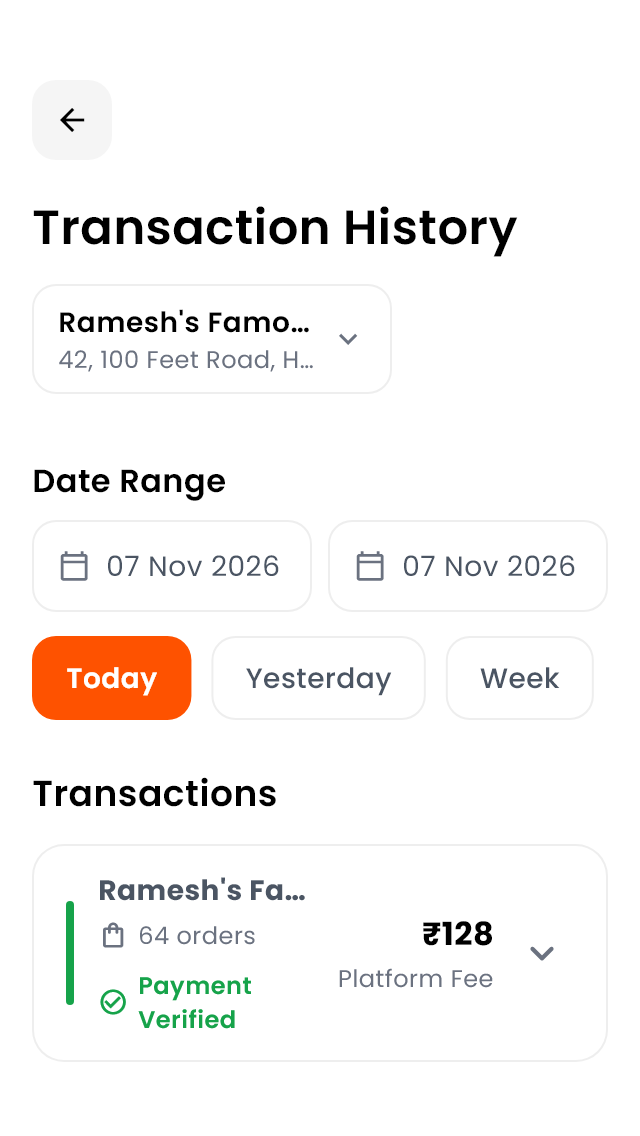 Transaction History
Ramesh's Famo...
42, 100 Feet Road, H...
Date Range
07 Nov 2026
07 Nov 2026
Today
Yesterday
Week
Transactions
Ramesh's Fa...
64 orders
Payment
Verified
₹128
Platform Fee